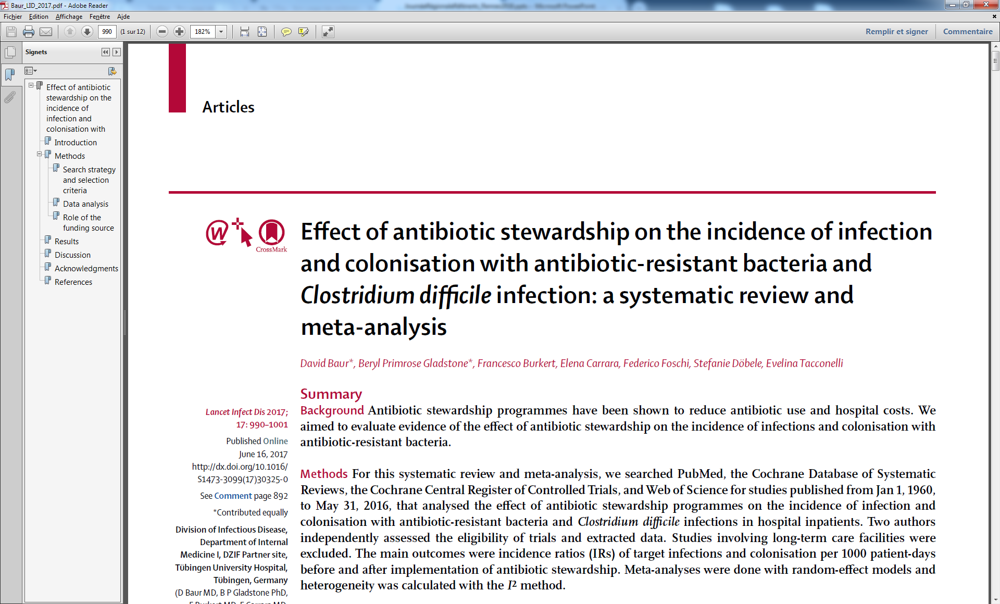 Baur_LID_2017.pdf - Adobe Reader
Fichier Edition Affichage Fenêtre Aide
990 (1 sur 12) 182% Remplir et signer Commentaire
Signets
Effect of antibiotic
stewardship on the
incidence of
infection and
colonisation with
Introduction
Methods
Search strategy
and selection
criteria
Data analysis
Role of the
funding source
Results
Discussion
Acknowledgments
References
Articles
CrossMark
Effect of antibiotic stewardship on the incidence of infection
and colonisation with antibiotic-resistant bacteria and
Clostridium difficile infection: a systematic review and
meta-analysis
David Baur*, Beryl Primrose Gladstone*, Francesco Burkert, Elena Carrara, Federico Foschi, Stefanie Döbele, Evelina Tacconelli
Lancet Infect Dis 2017;
17: 990–1001
Published Online
June 16, 2017
http://dx.doi.org/10.1016/
S1473-3099(17)30325-0
See Comment page 892
*Contributed equally
Division of Infectious Disease,
Department of Internal
Medicine I, DZIF Partner site,
Tübingen University Hospital,
Tübingen, Germany
(D Baur MD, B P Gladstone PhD,
Summary
Background Antibiotic stewardship programmes have been shown to reduce antibiotic use and hospital costs. We
aimed to evaluate evidence of the effect of antibiotic stewardship on the incidence of infections and colonisation with
antibiotic-resistant bacteria.
Methods For this systematic review and meta-analysis, we searched PubMed, the Cochrane Database of Systematic
Reviews, the Cochrane Central Register of Controlled Trials, and Web of Science for studies published from Jan 1, 1960,
to May 31, 2016, that analysed the effect of antibiotic stewardship programmes on the incidence of infection and
colonisation with antibiotic-resistant bacteria and Clostridium difficile infections in hospital inpatients. Two authors
independently assessed the eligibility of trials and extracted data. Studies involving long-term care facilities were
excluded. The main outcomes were incidence ratios (IRs) of target infections and colonisation per 1000 patient-days
before and after implementation of antibiotic stewardship. Meta-analyses were done with random-effect models and
heterogeneity was calculated with the I² method.